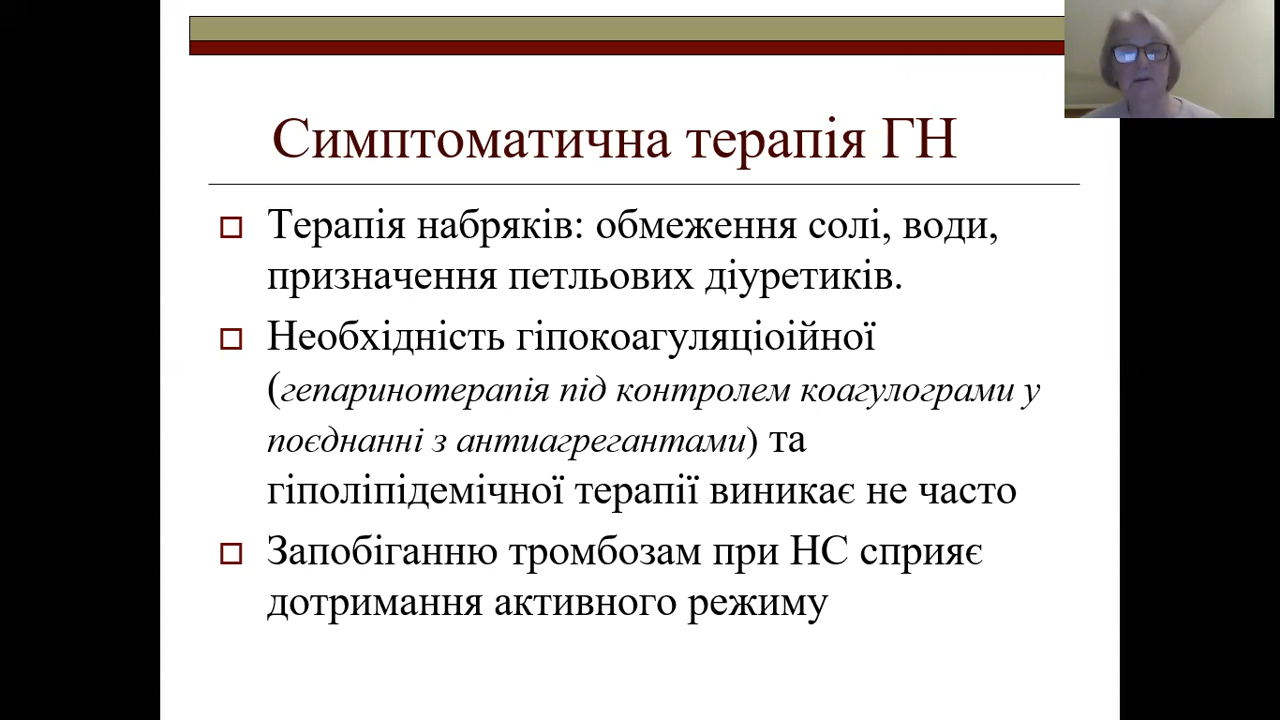 Симптоматична терапія ГН
Терапія набряків: обмеження солі, води,
призначення петльових діуретиків.
Необхідність гіпокоагуляціоійної
(гепаринотерапія під контролем коагулограми у
поєднанні з антиагрегантами) та
гіполіпідемічної терапії виникає не часто
Запобіганню тромбозам при НС сприяє
дотримання активного режиму